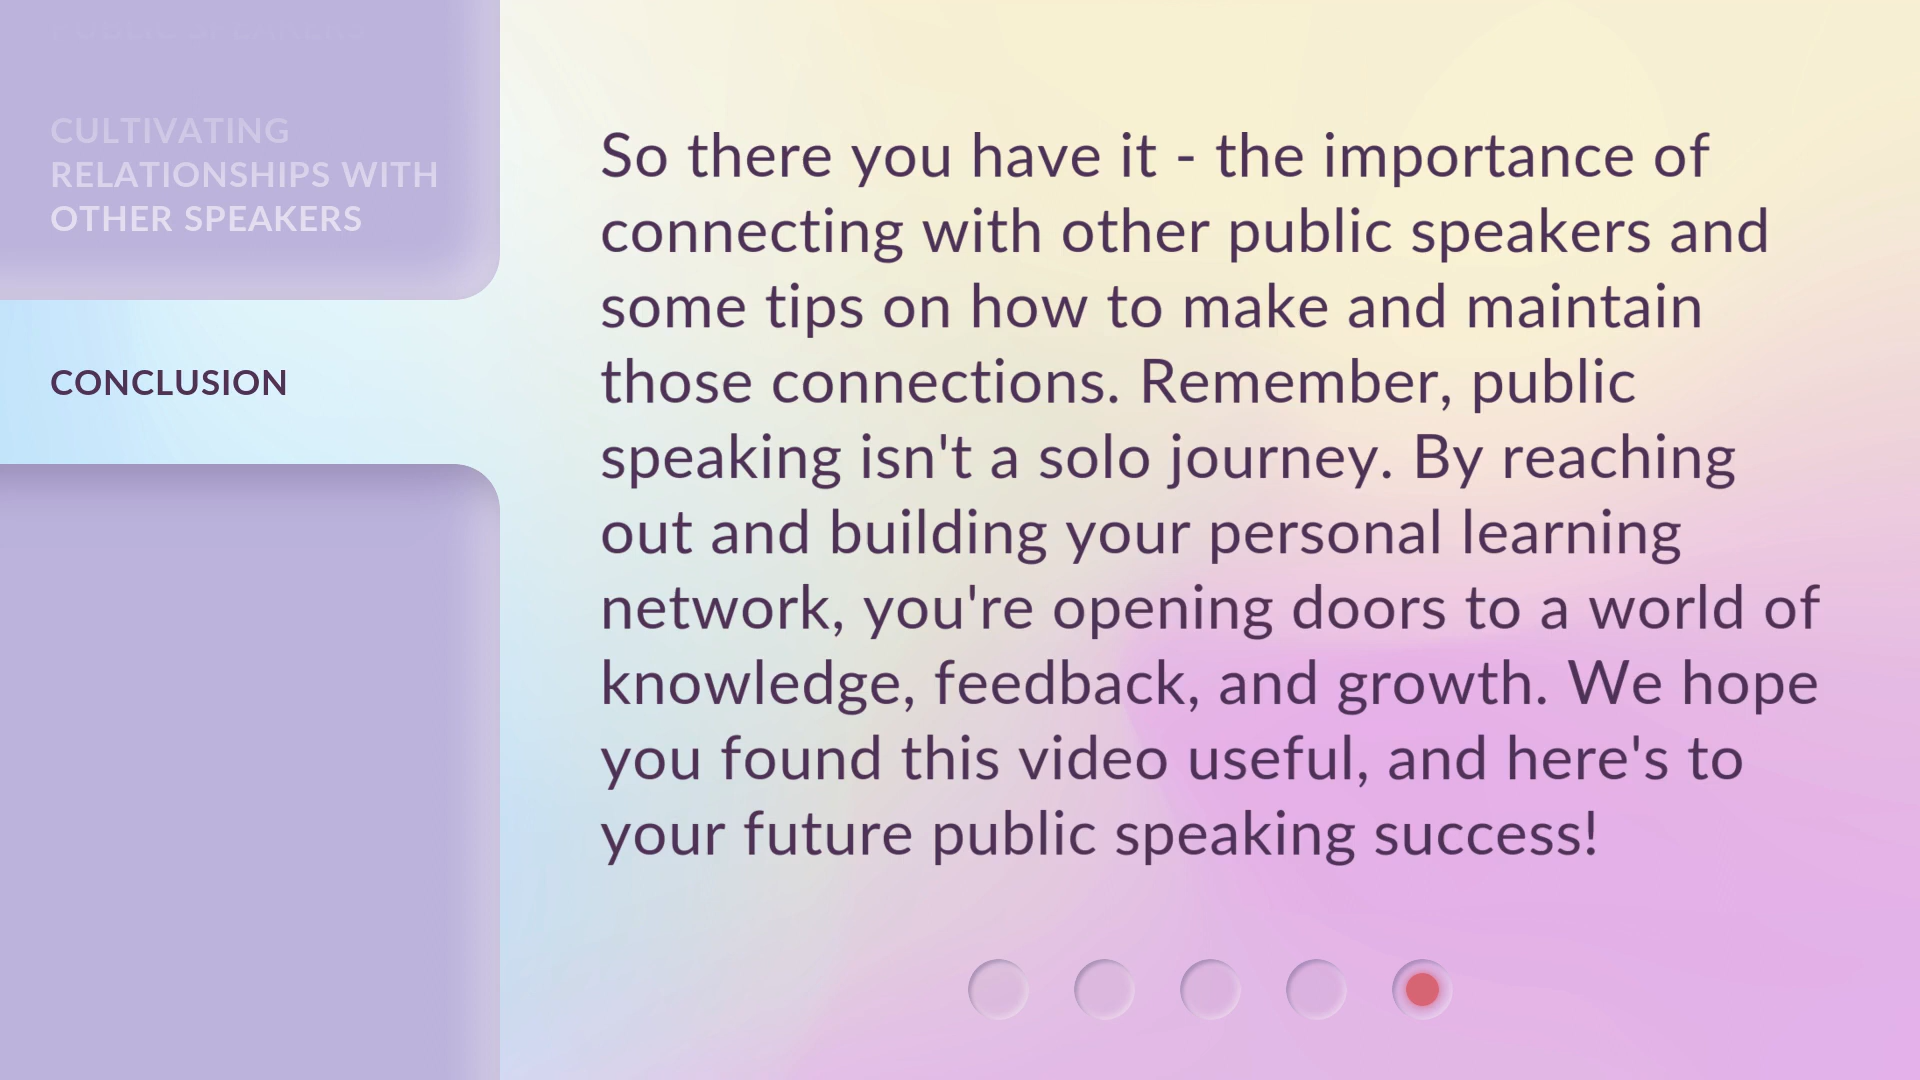 PUBLIC SPEAKERS
CULTIVATING
RELATIONSHIPS WITH
OTHER SPEAKERS
CONCLUSION
So there you have it - the importance of
connecting with other public speakers and
some tips on how to make and maintain
those connections. Remember, public
speaking isn't a solo journey. By reaching
out and building your personal learning
network, you're opening doors to a world of
knowledge, feedback, and growth. We hope
you found this video useful, and here's to
your future public speaking success!